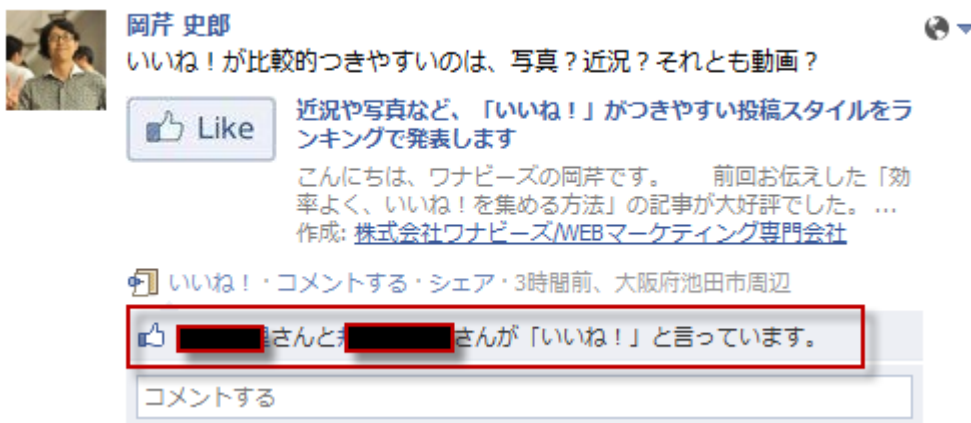 岡芹 史郎
いいね！が比較的つきやすいのは、写真？近況？それとも動画？
Like
近況や写真など、「いいね！」がつきやすい投稿スタイルをラ
ンキングで発表します
こんにちは、ワナビーズの岡芹です。　　前回お伝えした「効
率よく、いいね！を集める方法」の記事が大好評でした。 ...
作成: 株式会社ワナビーズ/WEBマーケティング専門会社
いいね！・コメントする・シェア・3時間前、大阪府池田市周辺
さんと さんが「いいね！」と言っています。
コメントする